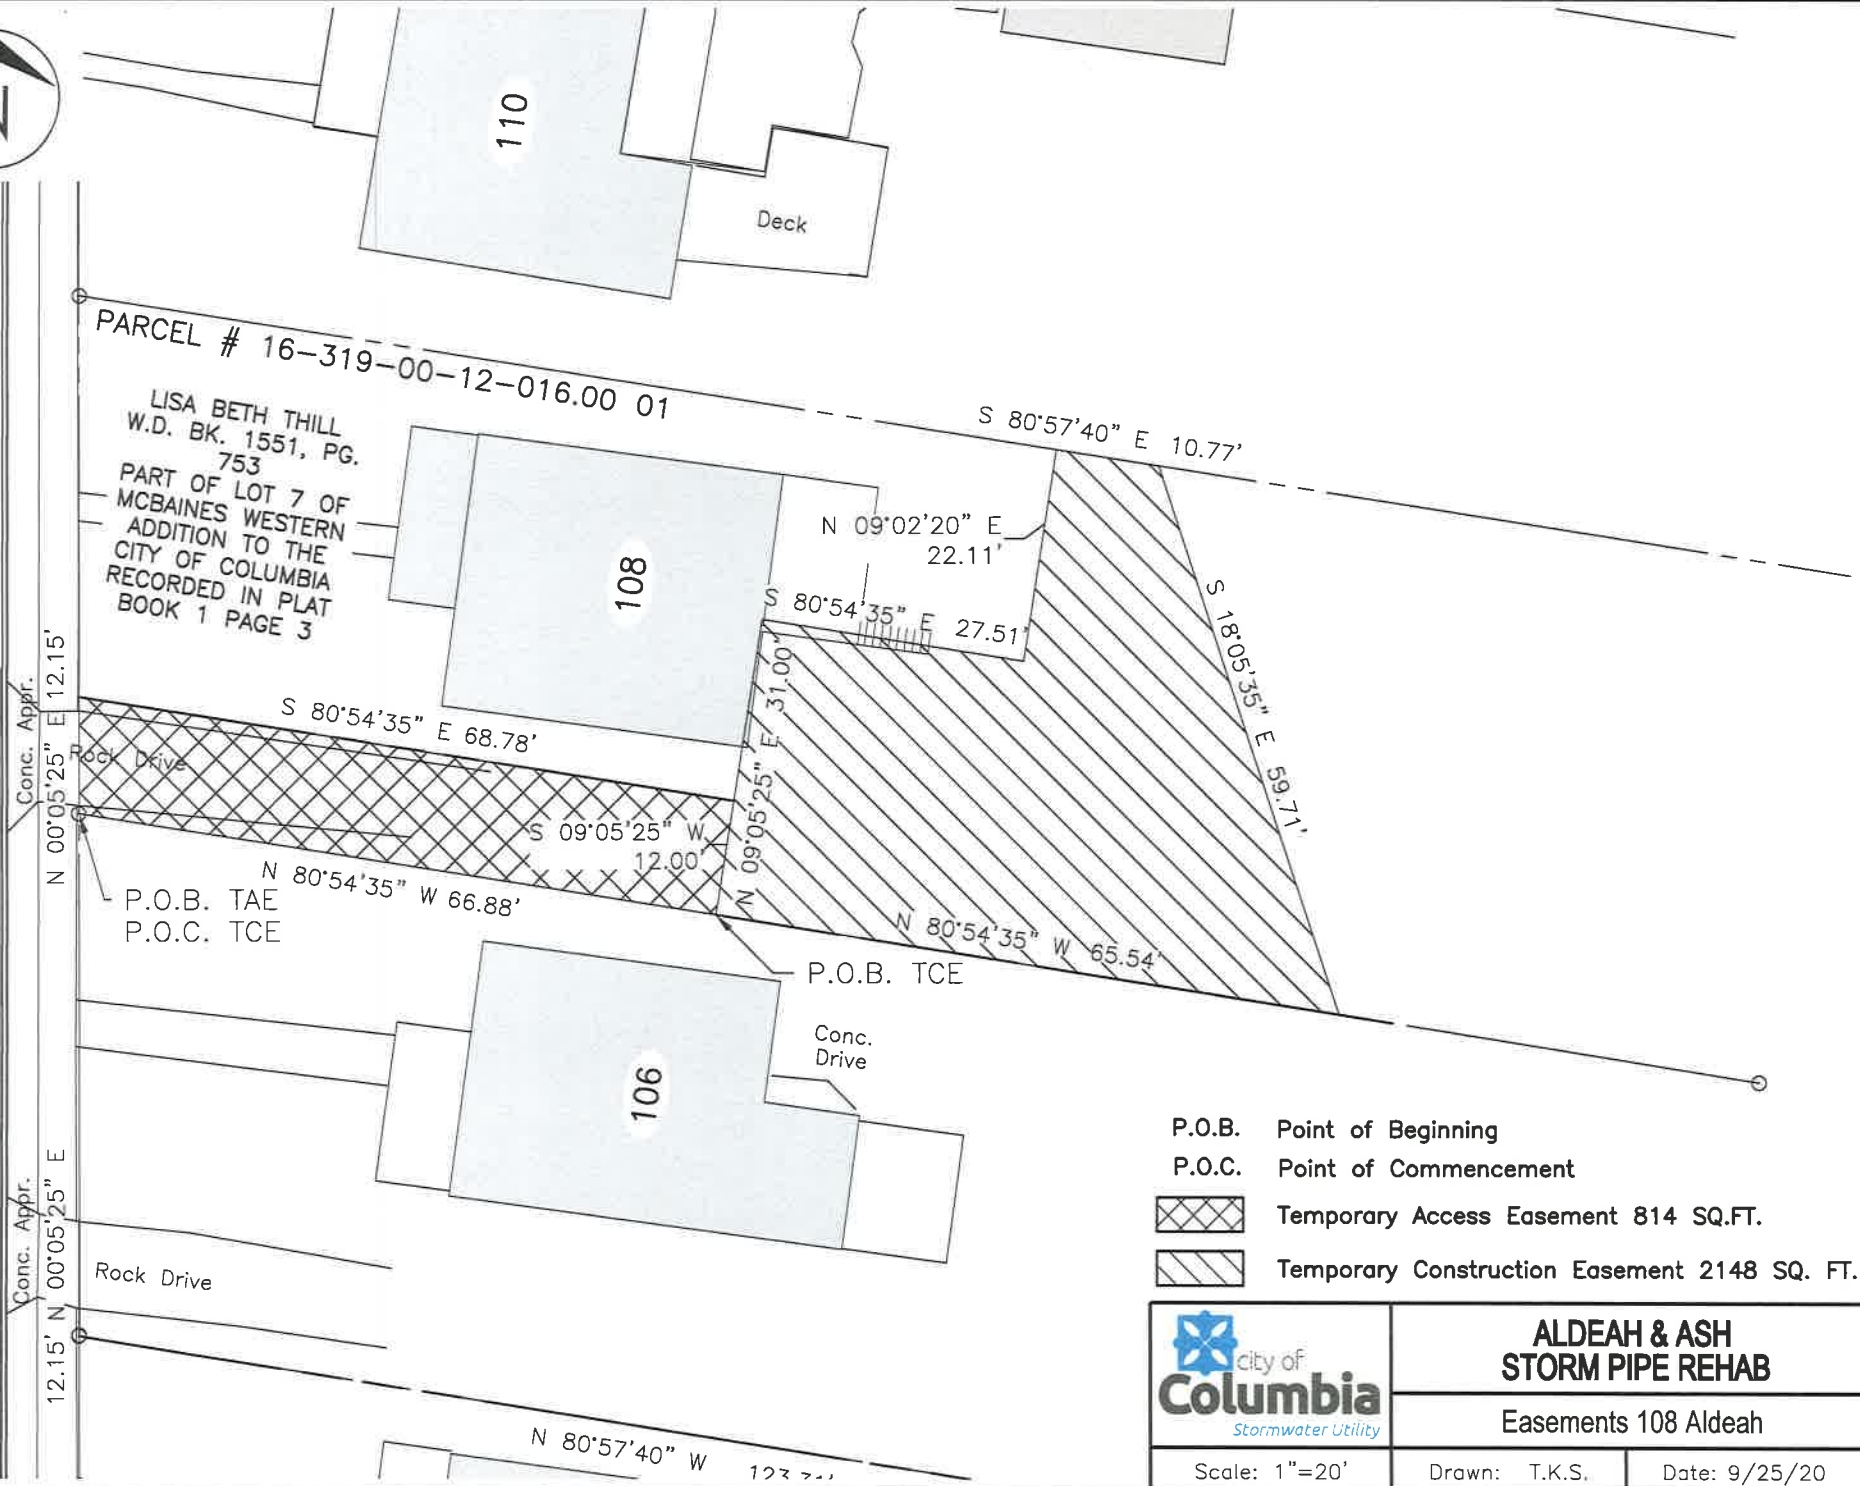 110
Deck
PARCEL # 16-319-00-12-016.00 01
LISA BETH THILL
W.D. BK. 1551, PG.
753
PART OF LOT 7 OF
MCBAINES WESTERN
ADDITION TO THE
CITY OF COLUMBIA
RECORDED IN PLAT
BOOK 1 PAGE 3
S 80°57'40" E 10.77'
N 09°02'20" E
22.11'
108
S 80°54'35" E 27.51'
S 18°05'35" E 59.71'
N 09°05'25" E 31.00'
S 80°54'35" E 68.78'
Conc. Appr.
N 00°05'25" E 12.15'
Rock Drive
S 09°05'25" W
12.00'
N 80°54'35" W 66.88'
P.O.B. TAE
P.O.C. TCE
N 80°54'35" W 65.54'
P.O.B. TCE
106
Conc.
Drive
Conc. Appr.
12.15' N 00°05'25" E
Rock Drive
N 80°57'40" W
P.O.B. Point of Beginning
P.O.C. Point of Commencement
Temporary Access Easement 814 SQ.FT.
Temporary Construction Easement 2148 SQ. FT.
city of
Columbia
Stormwater Utility
ALDEAH & ASH
STORM PIPE REHAB
Easements 108 Aldeah
Scale: 1"=20'
Drawn: T.K.S.
Date: 9/25/20